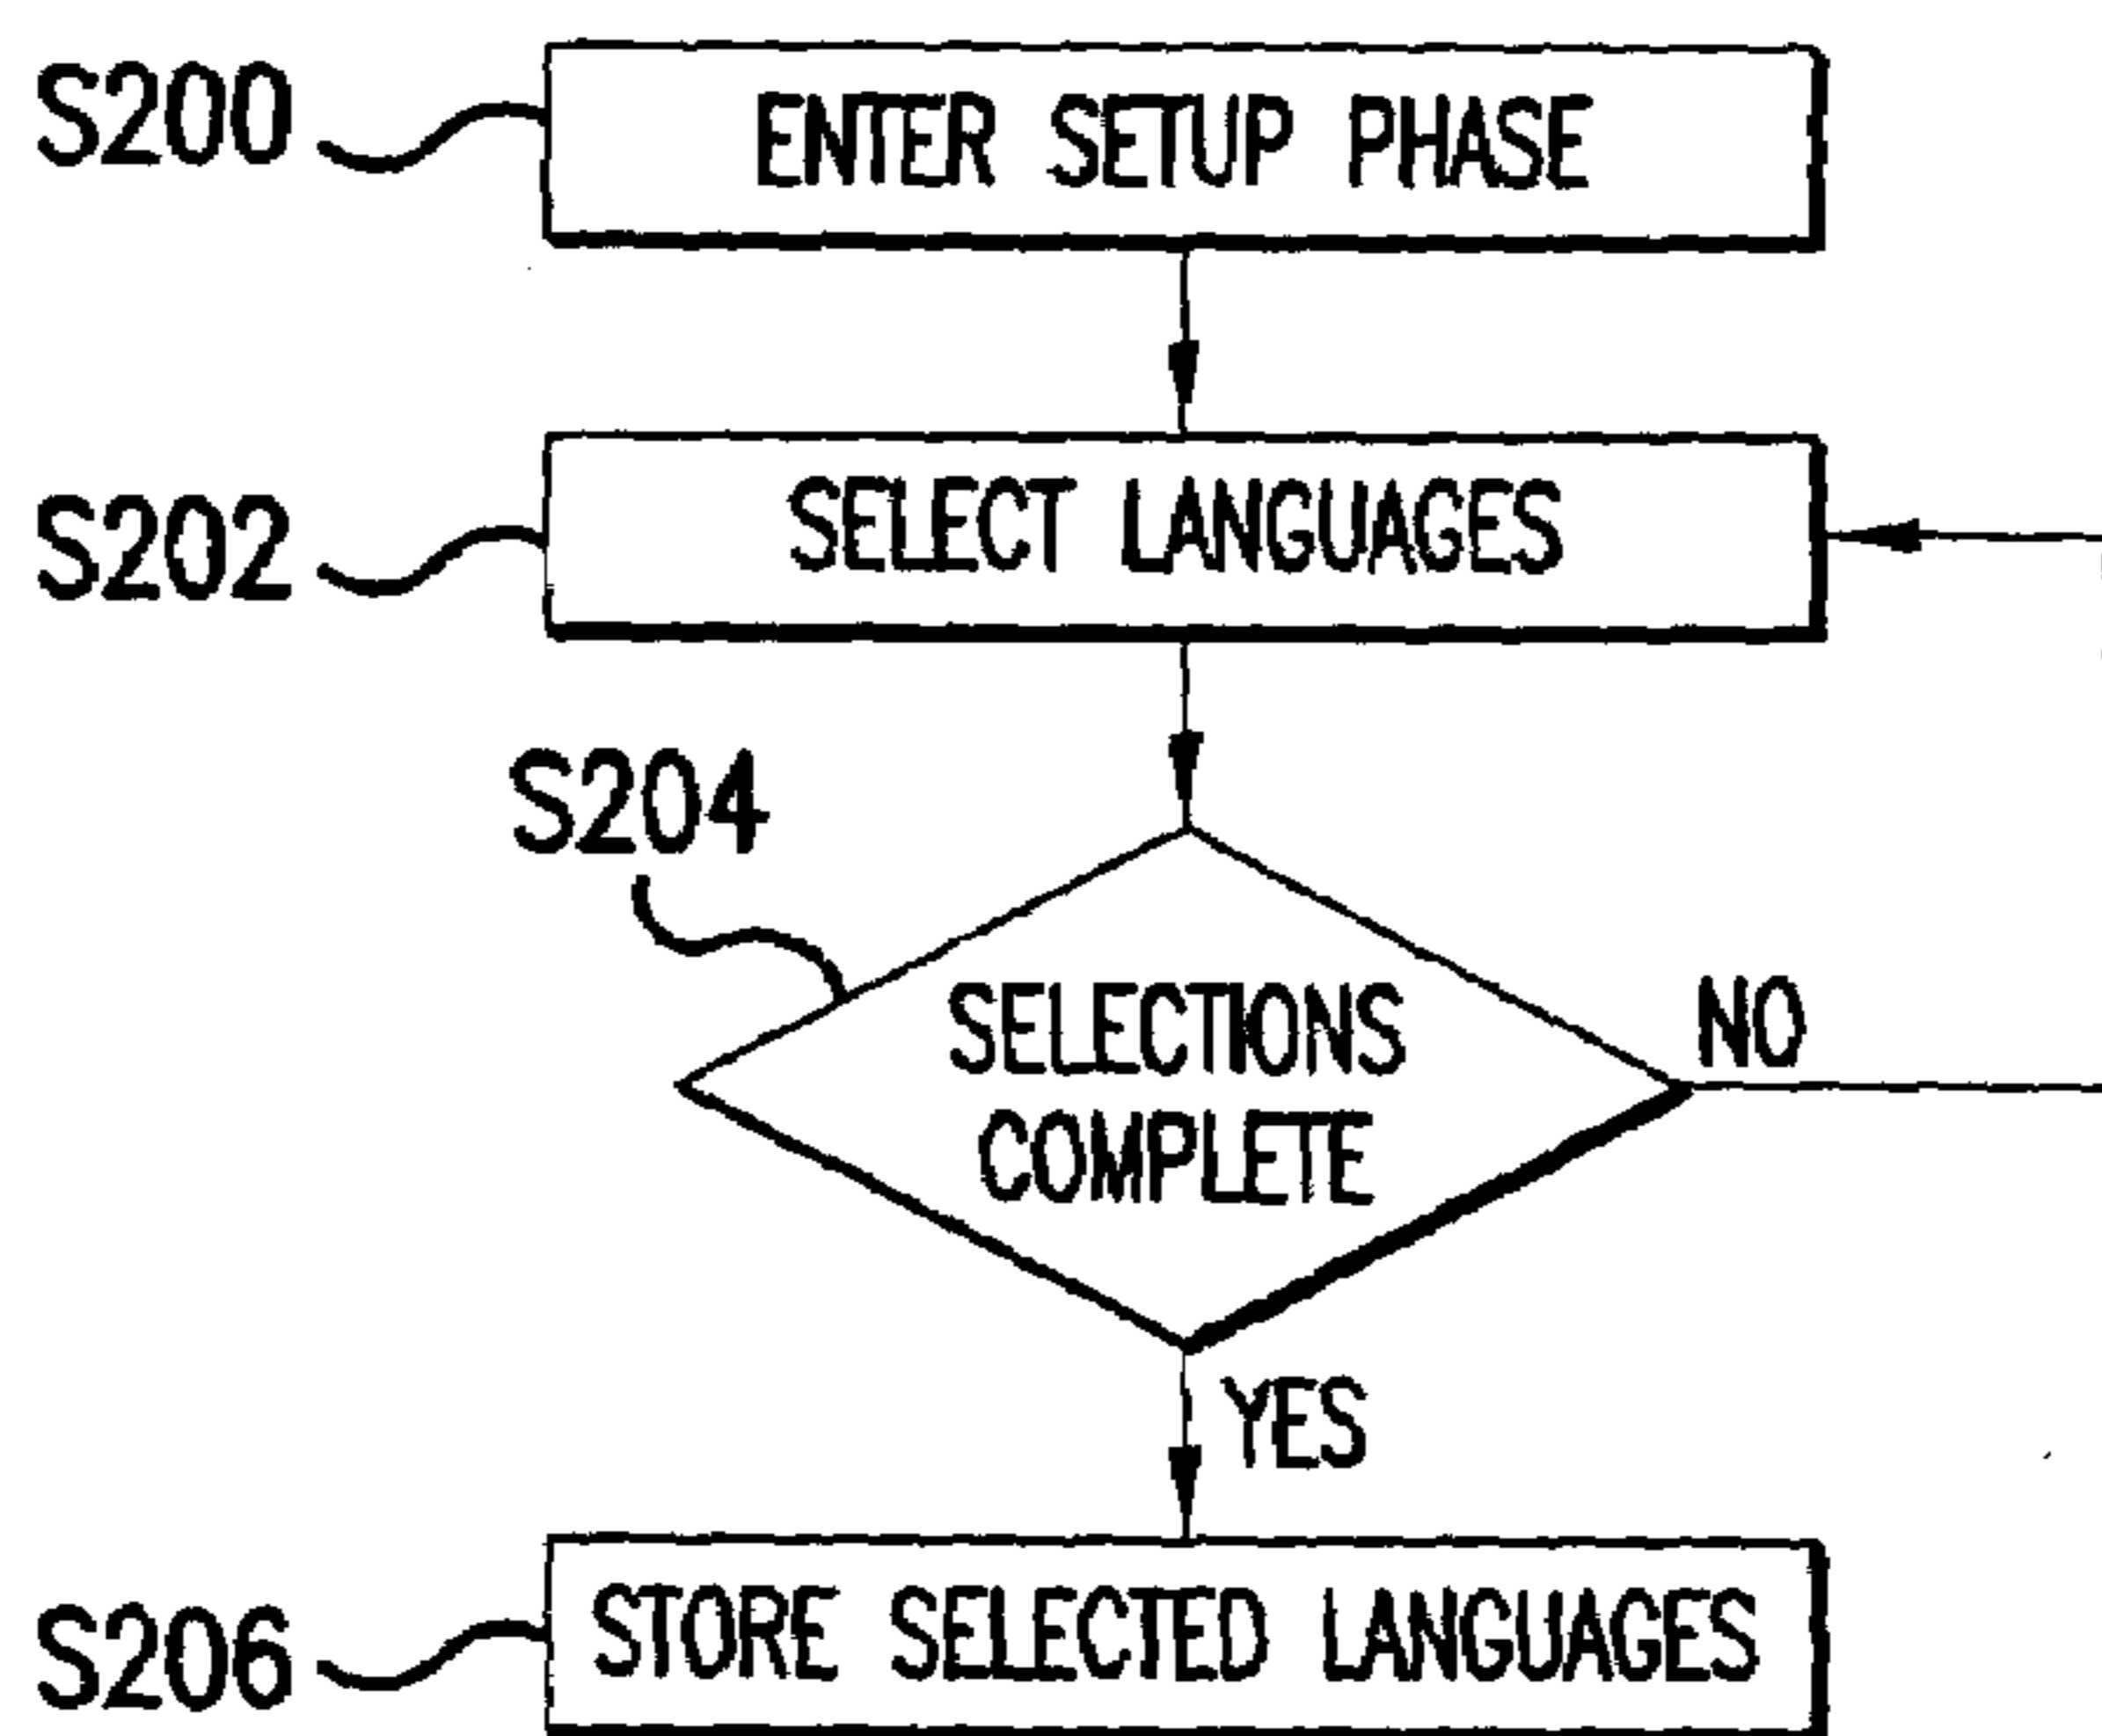 S200
ENTER SETUP PHASE
S202
SELECT LANGUAGES
S204
SELECTIONS
COMPLETE
NO
YES
S206
STORE SELECTED LANGUAGES